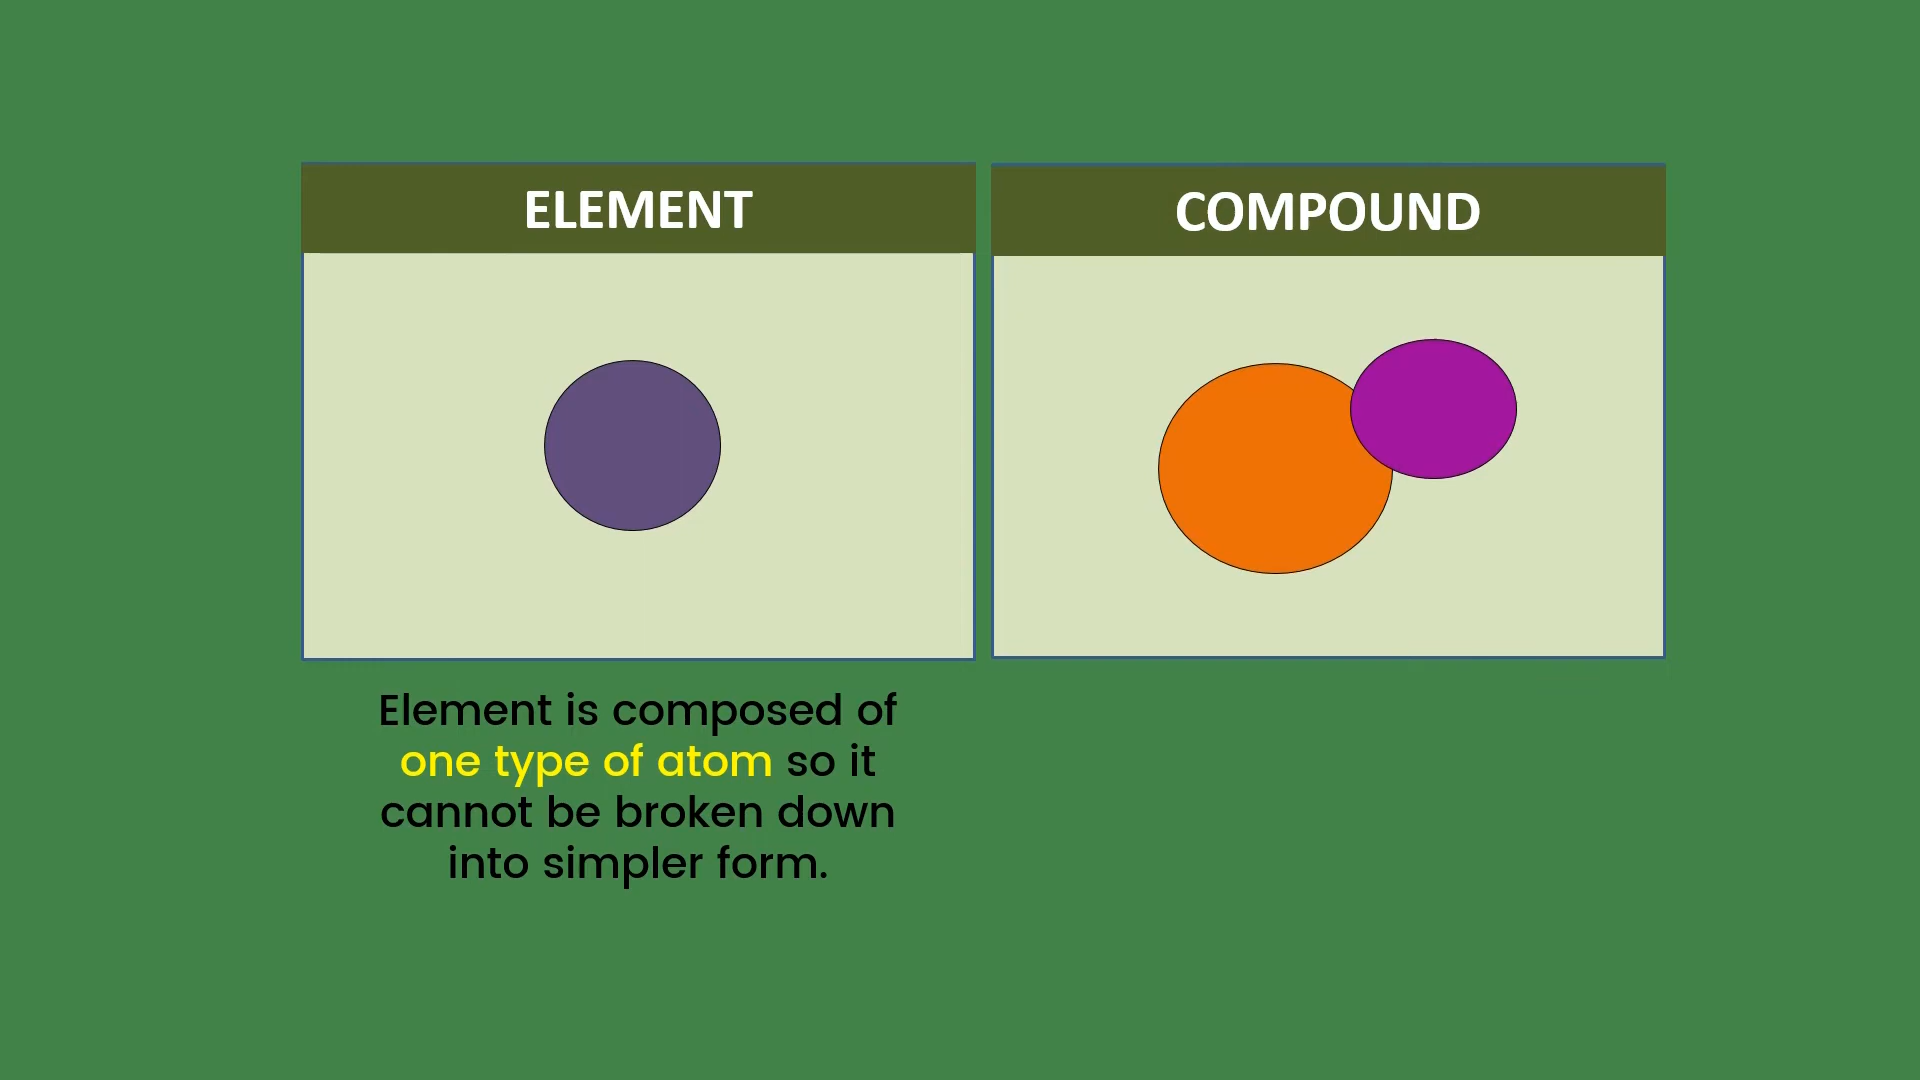 ELEMENT
COMPOUND
Element is composed of
one type of atom so it
cannot be broken down
into simpler form.